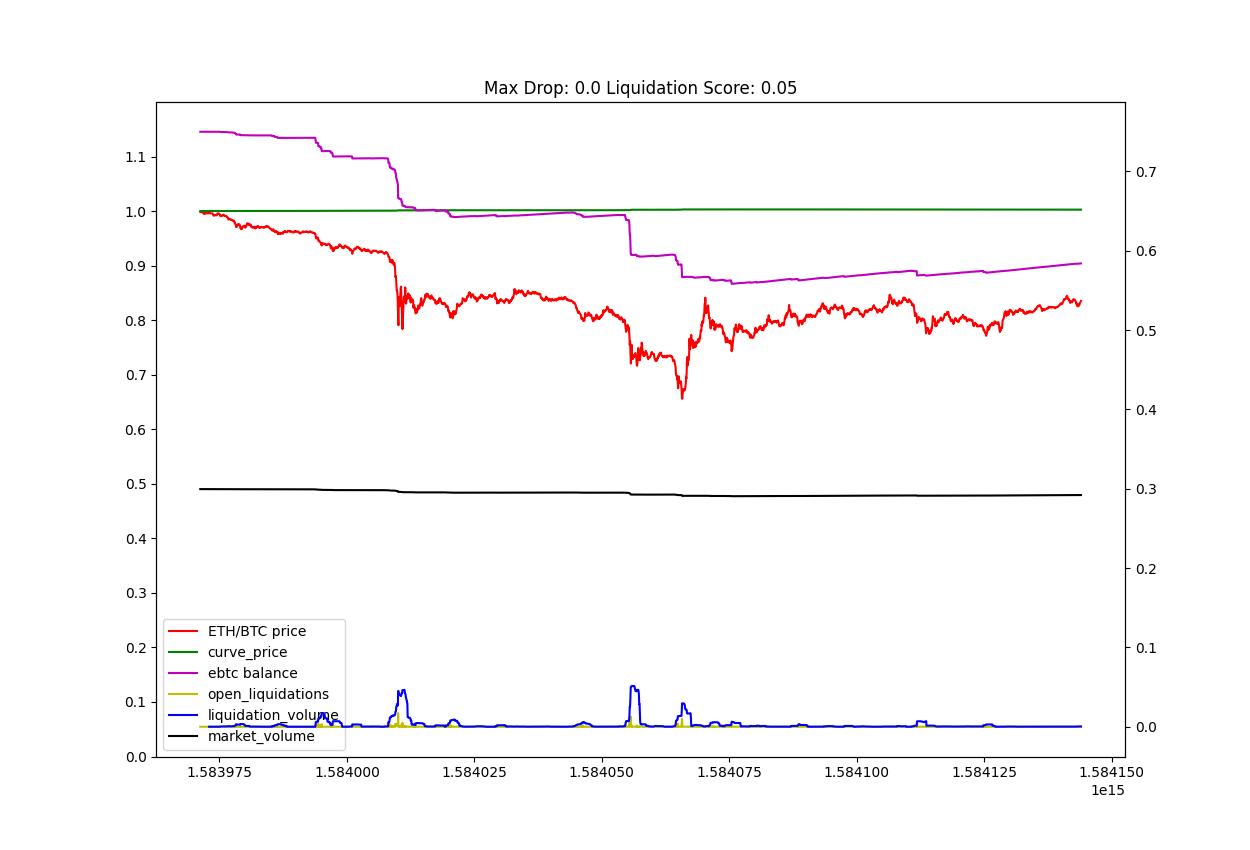 Max Drop: 0.0 Liquidation Score: 0.05
1.1
1.0
0.9
0.8
0.7
0.6
0.5
0.4
0.3
0.2
0.1
0.0
0.7
0.6
0.5
0.4
0.3
0.2
0.1
0.0
ETH/BTC price
curve_price
ebtc balance
open_liquidations
liquidation_volume
market_volume
1.583975 1.584000 1.584025 1.584050 1.584075 1.584100 1.584125 1.584150
1e15